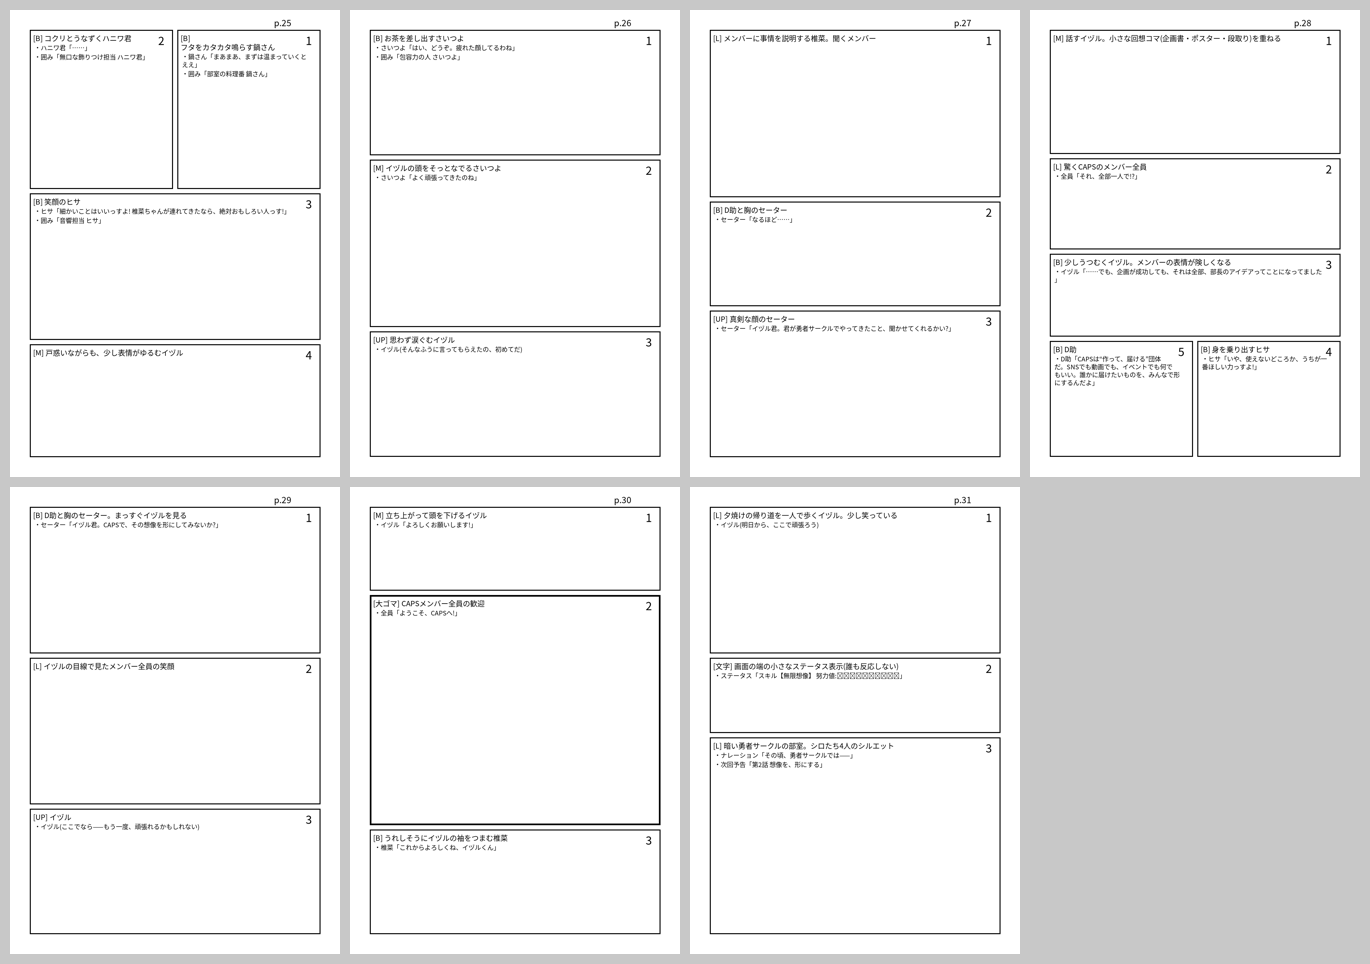 p.25
[B]
フタをカタカタ鳴らす鍋さん
1
・鍋さん「まあまあ、まずは温まっていくと
ええ」
・囲み「部室の料理番 鍋さん」
[B] コクリとうなずくハニワ君
2
・ハニワ君「……」
・囲み「無口な飾りつけ担当 ハニワ君」
[B] 笑顔のヒサ
3
・ヒサ「細かいことはいいっすよ! 椎菜ちゃんが連れてきたなら、絶対おもしろい人っす!」
・囲み「音響担当 ヒサ」
[M] 戸惑いながらも、少し表情がゆるむイヅル
4
p.26
[B] お茶を差し出すさいつよ
1
・さいつよ「はい、どうぞ。疲れた顔してるわね」
・囲み「包容力の人 さいつよ」
[M] イヅルの頭をそっとなでるさいつよ
2
・さいつよ「よく頑張ってきたのね」
[UP] 思わず涙ぐむイヅル
3
・イヅル(そんなふうに言ってもらえたの、初めてだ)
p.27
[L] メンバーに事情を説明する椎菜。聞くメンバー
1
[B] D助と胸のセーター
2
・セーター「なるほど……」
[UP] 真剣な顔のセーター
3
・セーター「イヅル君。君が勇者サークルでやってきたこと、聞かせてくれるかい?」
p.28
[M] 話すイヅル。小さな回想コマ(企画書・ポスター・段取り)を重ねる
1
[L] 驚くCAPSのメンバー全員
2
・全員「それ、全部一人で!?」
[B] 少しうつむくイヅル。メンバーの表情が険しくなる
3
・イヅル「……でも、企画が成功しても、それは全部、部長のアイデアってことになってました
」
[B] 身を乗り出すヒサ
4
・ヒサ「いや、使えないどころか、うちが一
番ほしい力っすよ!」
[B] D助
5
・D助「CAPSは“作って、届ける”団体
だ。SNSでも動画でも、イベントでも何で
もいい。誰かに届けたいものを、みんなで形
にするんだよ」
p.29
[B] D助と胸のセーター。まっすぐイヅルを見る
1
・セーター「イヅル君。CAPSで、その想像を形にしてみないか?」
[L] イヅルの目線で見たメンバー全員の笑顔
2
[UP] イヅル
3
・イヅル(ここでなら——もう一度、頑張れるかもしれない)
p.30
[M] 立ち上がって頭を下げるイヅル
1
・イヅル「よろしくお願いします!」
[大ゴマ] CAPSメンバー全員の歓迎
2
・全員「ようこそ、CAPSへ!」
[B] うれしそうにイヅルの袖をつまむ椎菜
3
・椎菜「これからよろしくね、イヅルくん」
p.31
[L] 夕焼けの帰り道を一人で歩くイヅル。少し笑っている
1
・イヅル(明日から、ここで頑張ろう)
[文字] 画面の端の小さなステータス表示(誰も反応しない)
2
・ステータス「スキル【無限想像】 努力値:」
[L] 暗い勇者サークルの部室。シロたち4人のシルエット
3
・ナレーション「その頃、勇者サークルでは——」
・次回予告「第2話 想像を、形にする」